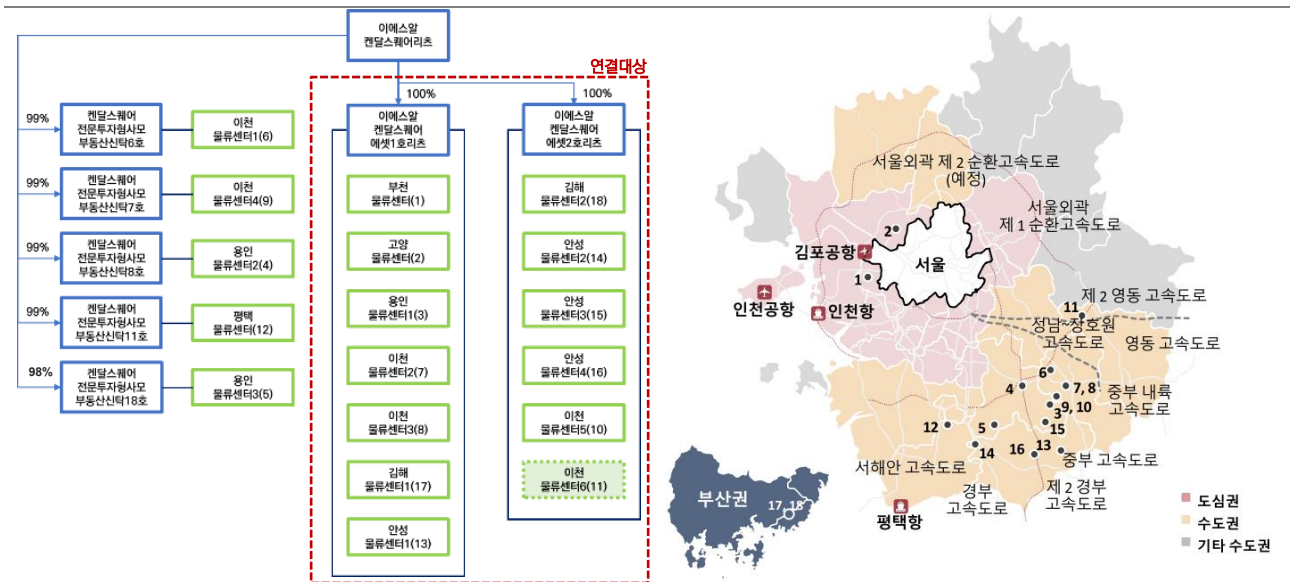 이에스알
켄달스퀘어리츠
연결대상
100%
100%
99%
켄달스퀘어
전문투자형사모
부동산신탁6호
이천
물류센터1(6)
99%
켄달스퀘어
전문투자형사모
부동산신탁7호
이천
물류센터4(9)
99%
켄달스퀘어
전문투자형사모
부동산신탁8호
용인
물류센터2(4)
99%
켄달스퀘어
전문투자형사모
부동산신탁11호
평택
물류센터(12)
98%
켄달스퀘어
전문투자형사모
부동산신탁18호
용인
물류센터3(5)
이에스알
켄달스퀘어
에셋1호리츠
부천
물류센터(1)
고양
물류센터(2)
용인
물류센터1(3)
이천
물류센터2(7)
이천
물류센터3(8)
김해
물류센터1(17)
안성
물류센터1(13)
이에스알
켄달스퀘어
에셋2호리츠
김해
물류센터2(18)
안성
물류센터2(14)
안성
물류센터3(15)
안성
물류센터4(16)
이천
물류센터5(10)
이천
물류센터6(11)
서울외곽 제 2 순환고속도로
(예정)
서울외곽
제 1 순환고속도로
2
김포공항
서울
1
인천공항
인천항
제 2 영동 고속도로
11
성남~장호원
고속도로
영동 고속도로
6
4
7, 8
중부 내륙
고속도로
3
9, 10
12
5
15
14
16
13
서해안 고속도로
중부 고속도로
경부
고속도로
제 2 경부
고속도로
평택항
부산권
17, 18
도심권
수도권
기타 수도권